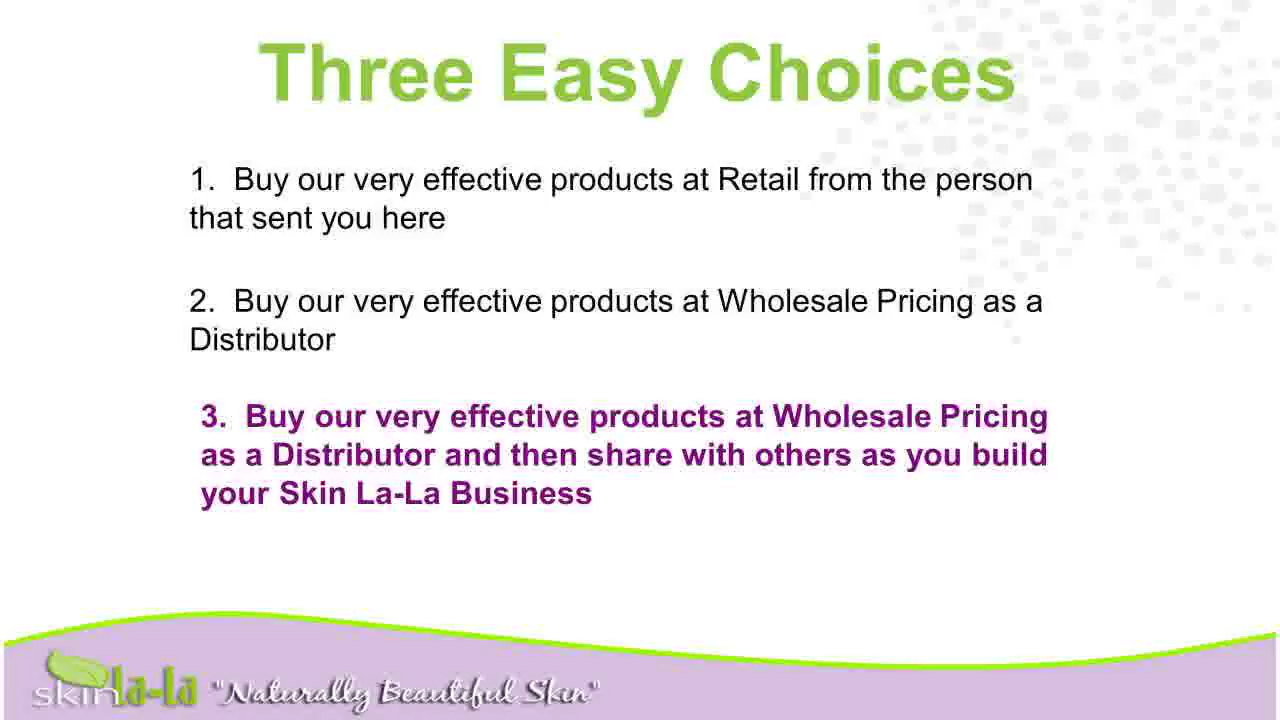 Three Easy Choices
1. Buy our very effective products at Retail from the person
that sent you here
2. Buy our very effective products at Wholesale Pricing as a
Distributor
3. Buy our very effective products at Wholesale Pricing
as a Distributor and then share with others as you build
your Skin La-La Business
skin la-la "Naturally Beautiful Skin"